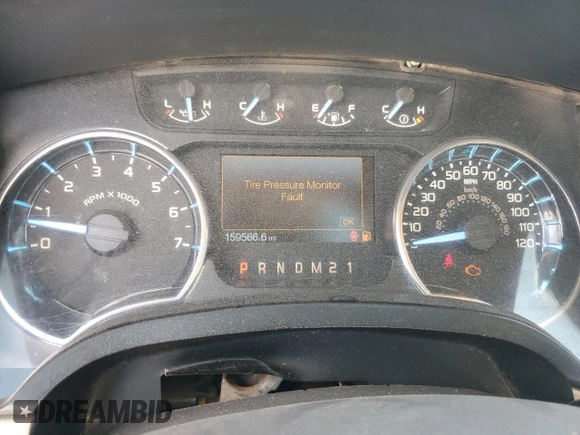 L H C H E F C H
Tire Pressure Monitor
Fault
OK
159566.6 mi
P R N D M 2 1
0 1 2 3 4 5 6 7
RPM X 1000
10 20 30 40 50 60 70 80 90 100 110 120
MPH
km/h
DREAMBID